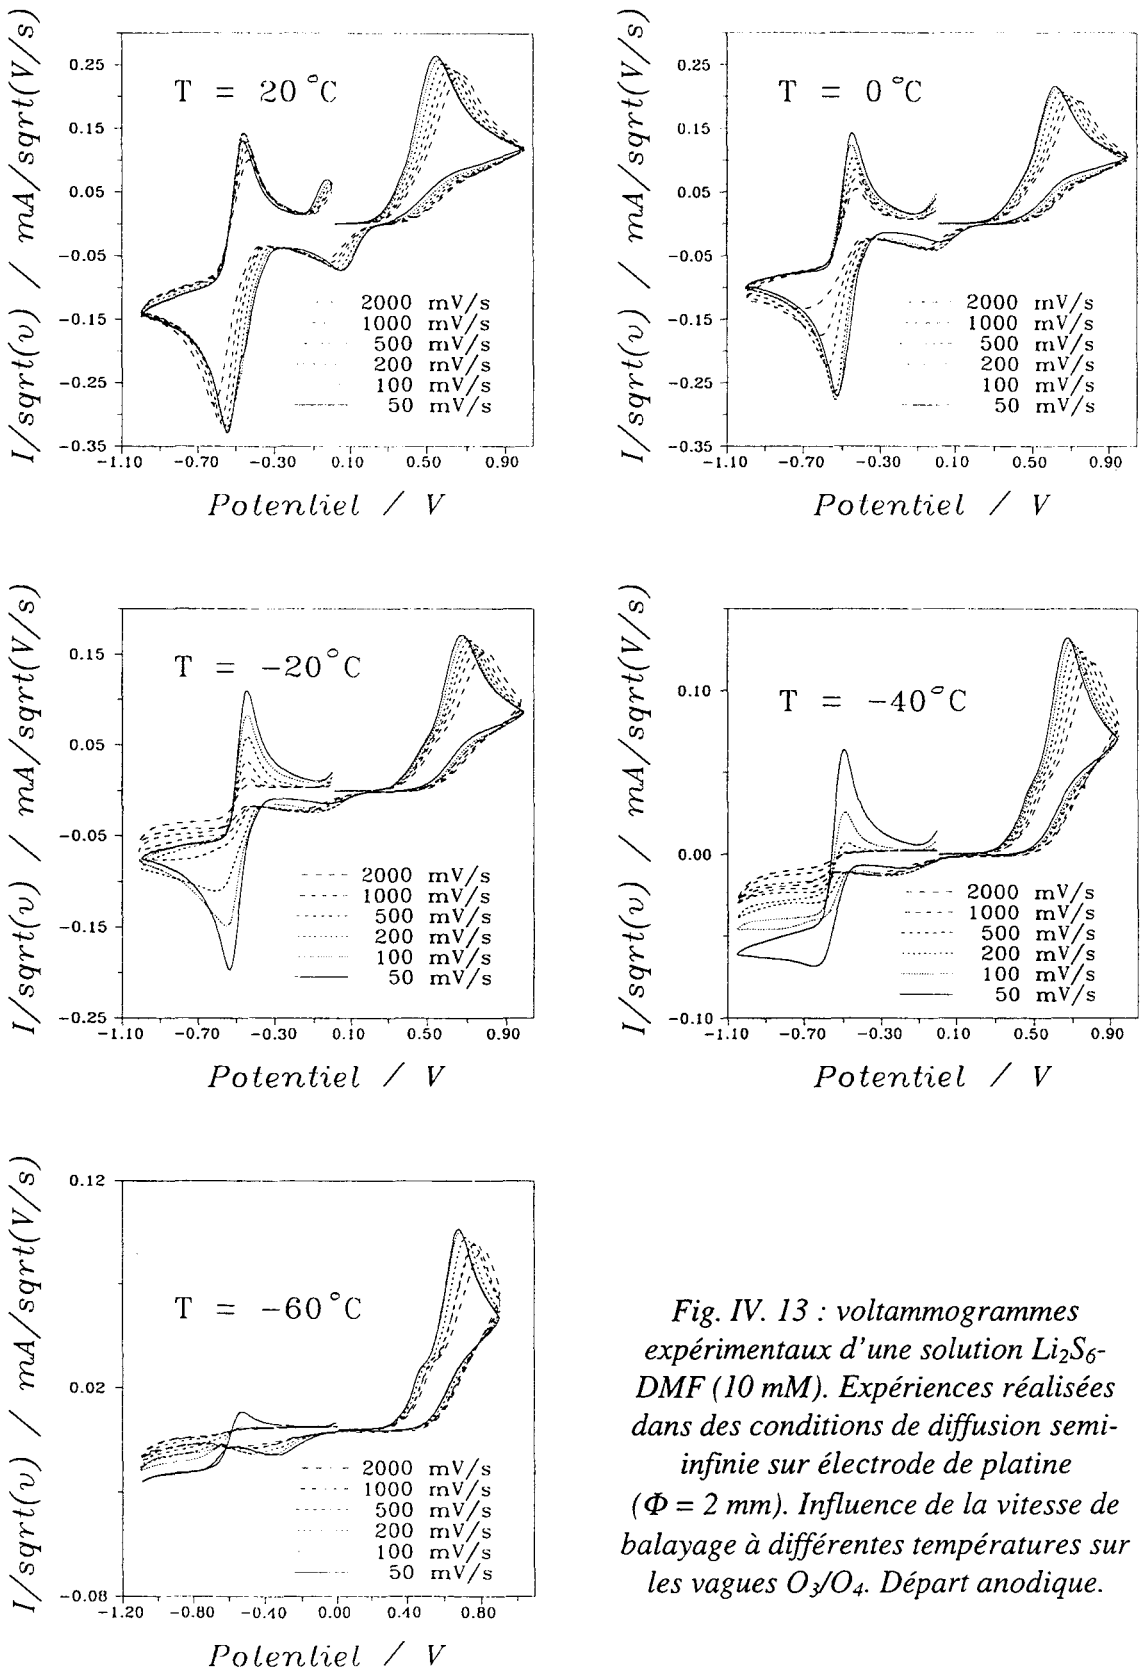 I/sqrt(υ) / mA/sqrt(V/s)
0.25
0.15
0.05
-0.05
-0.15
-0.25
-0.35
T = 20°C
2000 mV/s
1000 mV/s
500 mV/s
200 mV/s
100 mV/s
50 mV/s
-1.10 -0.70 -0.30 0.10 0.50 0.90
Potentiel / V
I/sqrt(υ) / mA/sqrt(V/s)
0.25
0.15
0.05
-0.05
-0.15
-0.25
-0.35
T = 0°C
2000 mV/s
1000 mV/s
500 mV/s
200 mV/s
100 mV/s
50 mV/s
-1.10 -0.70 -0.30 0.10 0.50 0.90
Potentiel / V
I/sqrt(υ) / mA/sqrt(V/s)
0.15
0.05
-0.05
-0.15
-0.25
T = -20°C
2000 mV/s
1000 mV/s
500 mV/s
200 mV/s
100 mV/s
50 mV/s
-1.10 -0.70 -0.30 0.10 0.50 0.90
Potentiel / V
I/sqrt(υ) / mA/sqrt(V/s)
0.10
0.00
-0.10
T = -40°C
2000 mV/s
1000 mV/s
500 mV/s
200 mV/s
100 mV/s
50 mV/s
-1.10 -0.70 -0.30 0.10 0.50 0.90
Potentiel / V
I/sqrt(υ) / mA/sqrt(V/s)
0.12
0.02
-0.08
T = -60°C
2000 mV/s
1000 mV/s
500 mV/s
200 mV/s
100 mV/s
50 mV/s
-1.20 -0.80 -0.40 0.00 0.40 0.80
Potentiel / V
Fig. IV. 13 : voltammogrammes
expérimentaux d'une solution Li₂S₆-
DMF (10 mM). Expériences réalisées
dans des conditions de diffusion semi-
infinie sur électrode de platine
(Φ = 2 mm). Influence de la vitesse de
balayage à différentes températures sur
les vagues O₃/O₄. Départ anodique.